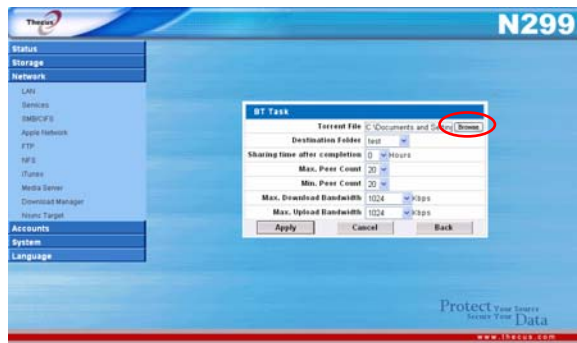 Thecus
N299
Status
Storage
Network
LAN
Services
SMB/CIFS
Apple Network
FTP
NFS
iTunes
Media Server
Download Manager
Nsync Target
Accounts
System
Language
BT Task
Torrent File C:\Documents and Setting Browse
Destination Folder test
Sharing time after completion 0 Hours
Max. Peer Count 20
Min. Peer Count 20
Max. Download Bandwidth 1024 Kbps
Max. Upload Bandwidth 1024 Kbps
Apply Cancel Back
Protect Your Source
Secure Your Data
www.thecus.com